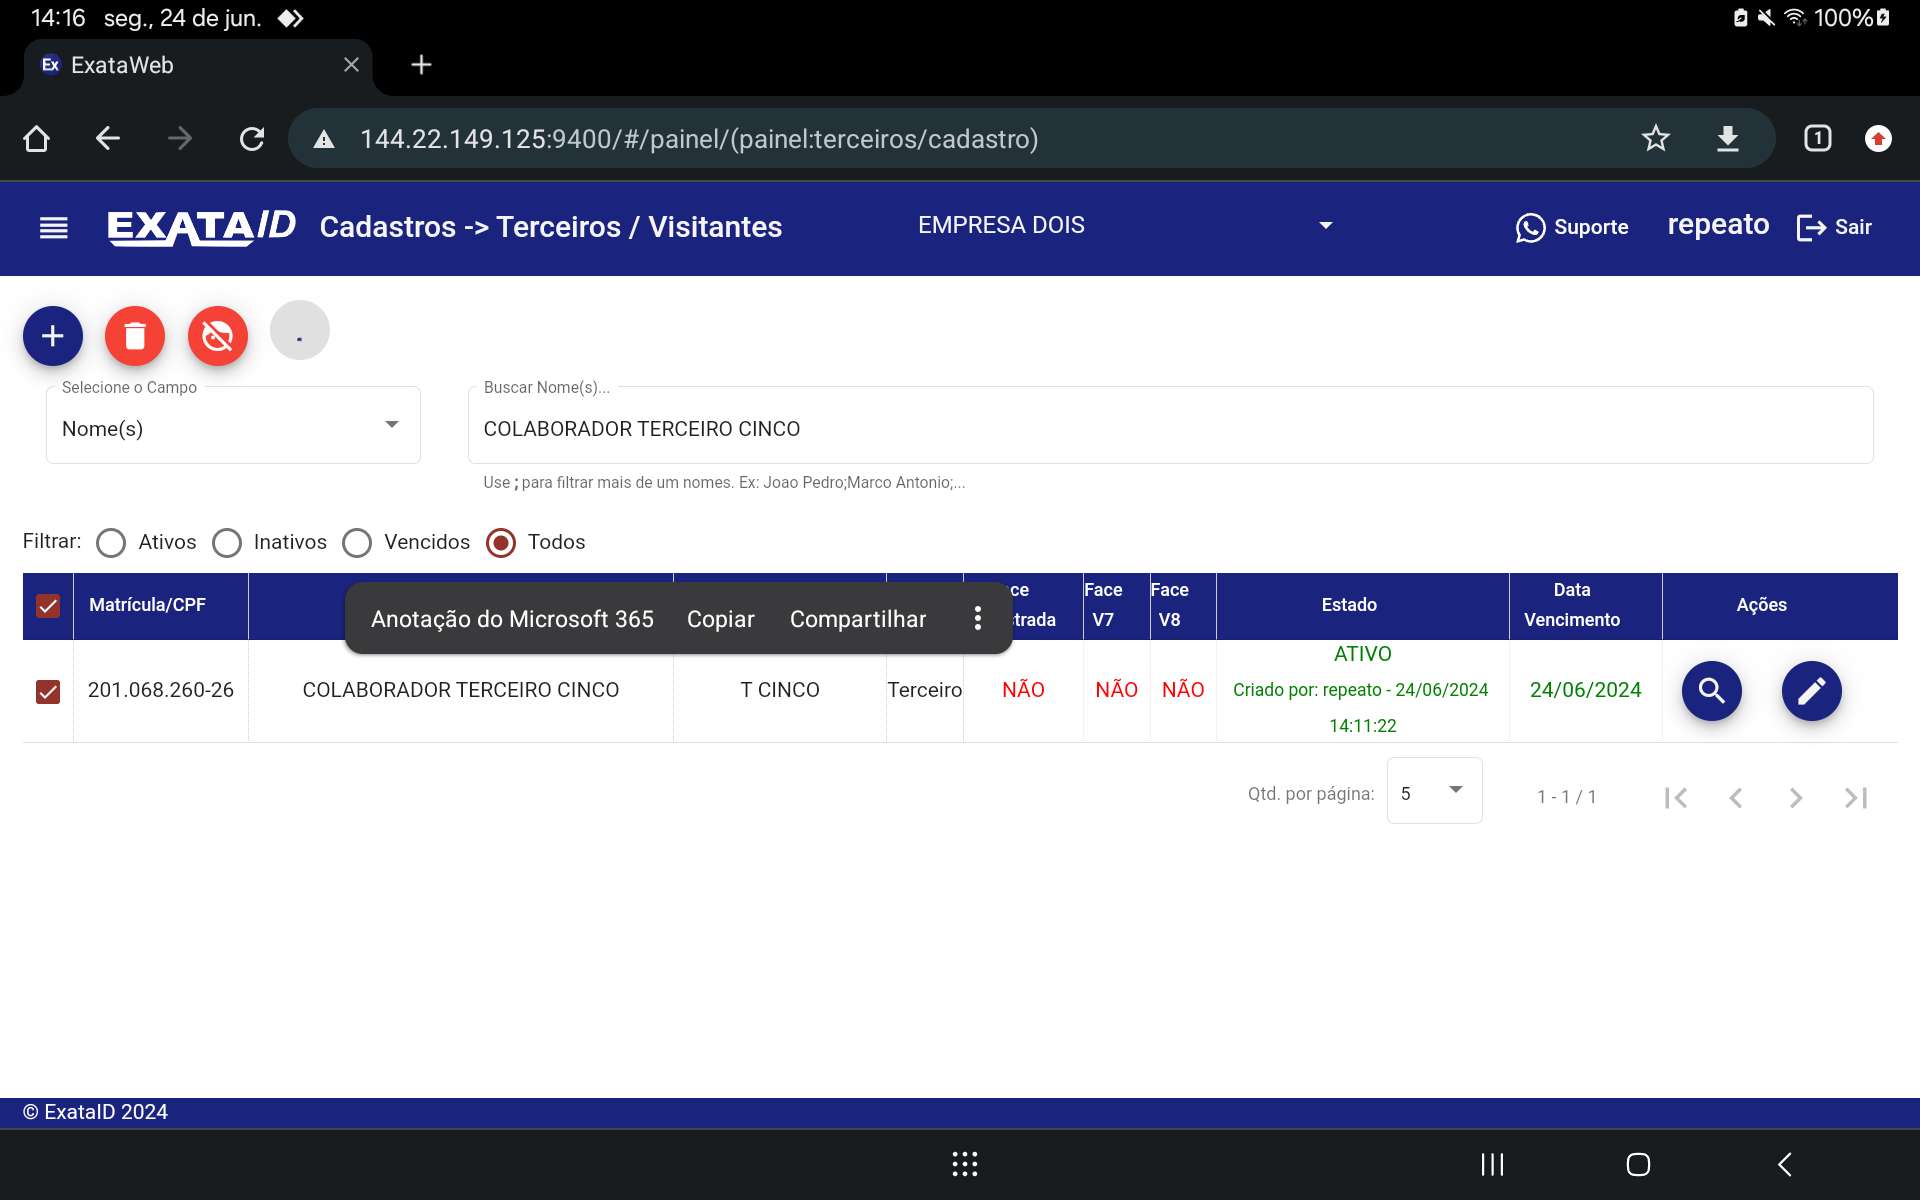 14:16 seg., 24 de jun. 100%
Ex ExataWeb
144.22.149.125:9400/#/painel/(painel:terceiros/cadastro) 1
EXATAID Cadastros -> Terceiros / Visitantes EMPRESA DOIS Suporte repeato Sair
.
Selecione o Campo Buscar Nome(s)...
Nome(s) COLABORADOR TERCEIRO CINCO
Use ; para filtrar mais de um nomes. Ex: Joao Pedro;Marco Antonio;...
Filtrar: Ativos Inativos Vencidos Todos
Matrícula/CPF Face V7 Face V8 Estado Data Vencimento Ações
Anotação do Microsoft 365 Copiar Compartilhar
201.068.260-26 COLABORADOR TERCEIRO CINCO T CINCO Terceiro NÃO NÃO NÃO ATIVO
Criado por: repeato - 24/06/2024 24/06/2024
14:11:22
Qtd. por página: 5 1 - 1 / 1
© ExataID 2024